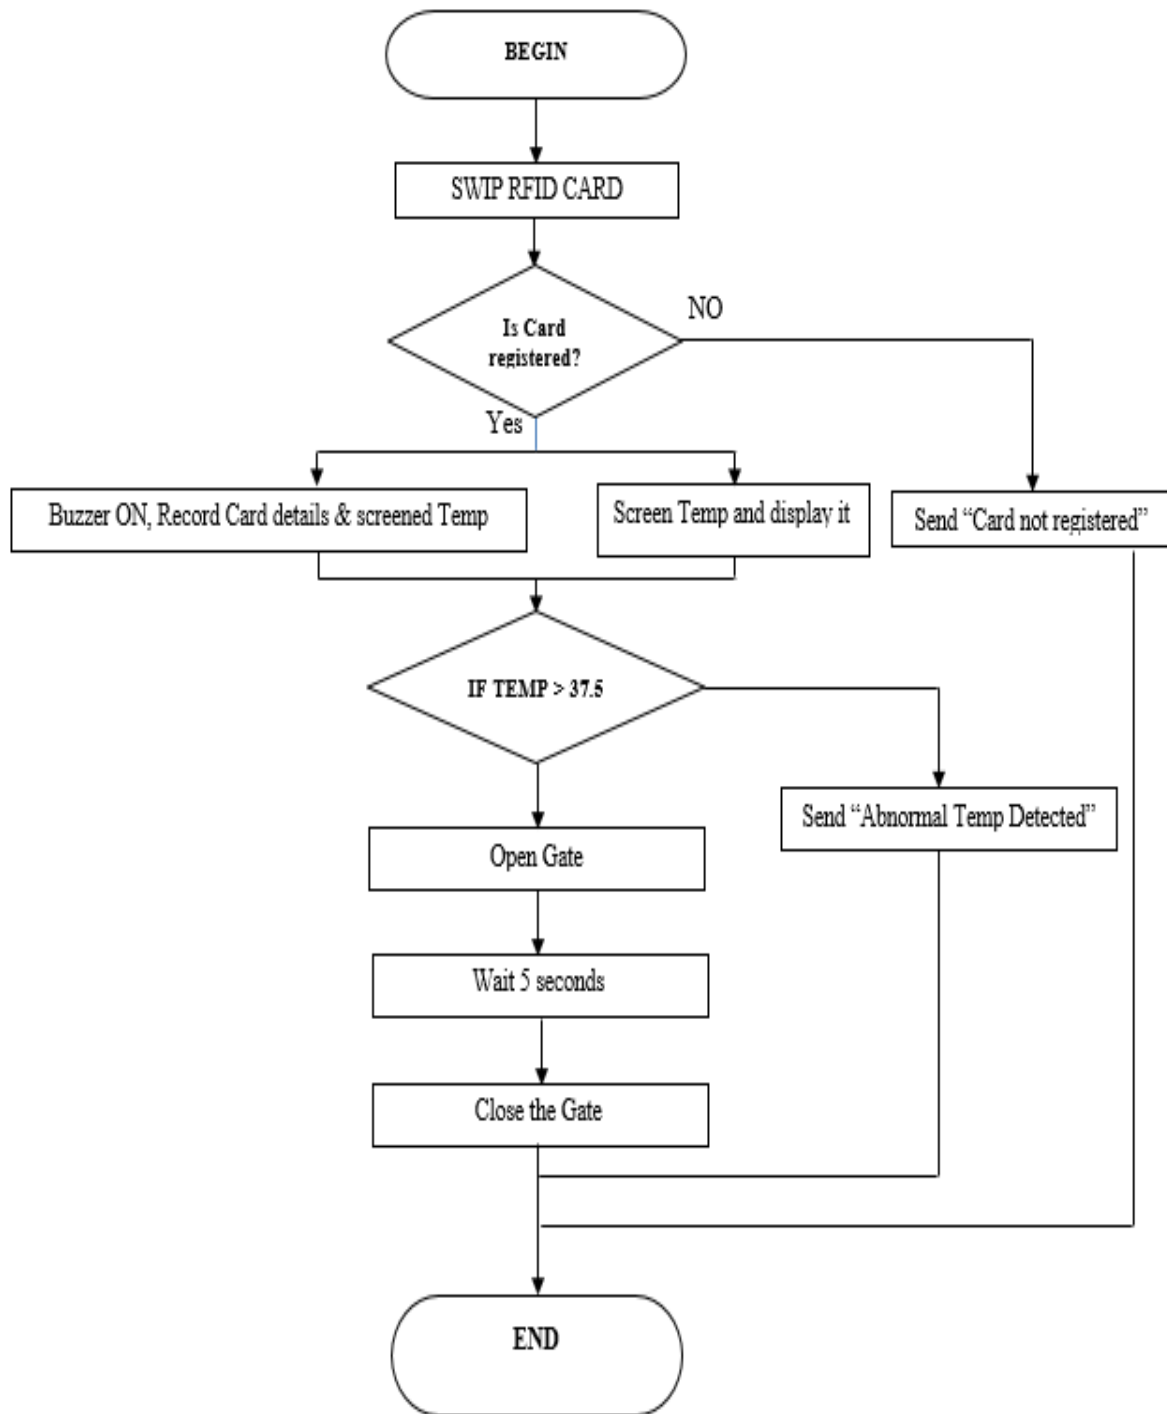 BEGIN
SWIP RFID CARD
Is Card
registered?
NO
Yes
Buzzer ON, Record Card details & screened Temp
Screen Temp and display it
Send “Card not registered”
IF TEMP > 37.5
Send “Abnormal Temp Detected”
Open Gate
Wait 5 seconds
Close the Gate
END